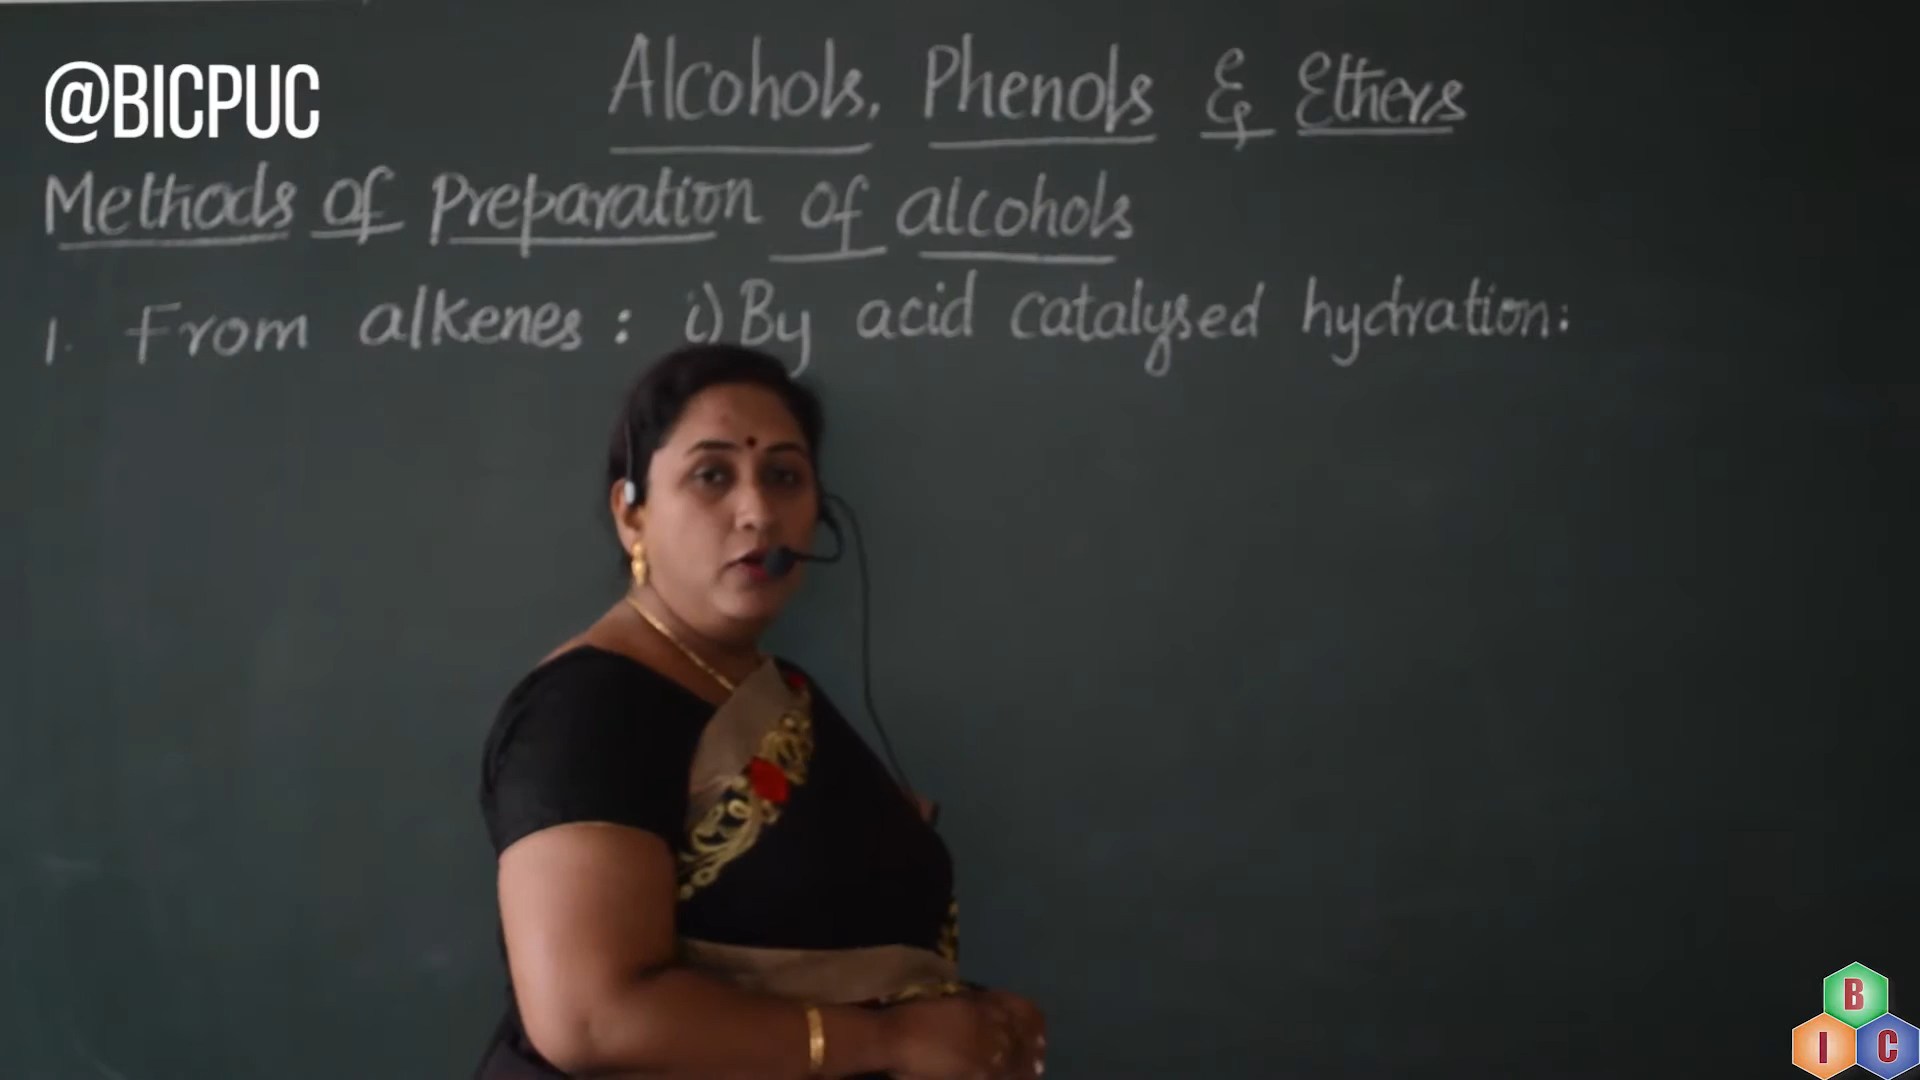 @BICPUC
Alcohols, Phenols & Ethers
Methods of Preparation of alcohols
1. From alkenes : i) By acid catalysed hydration:
B
I C